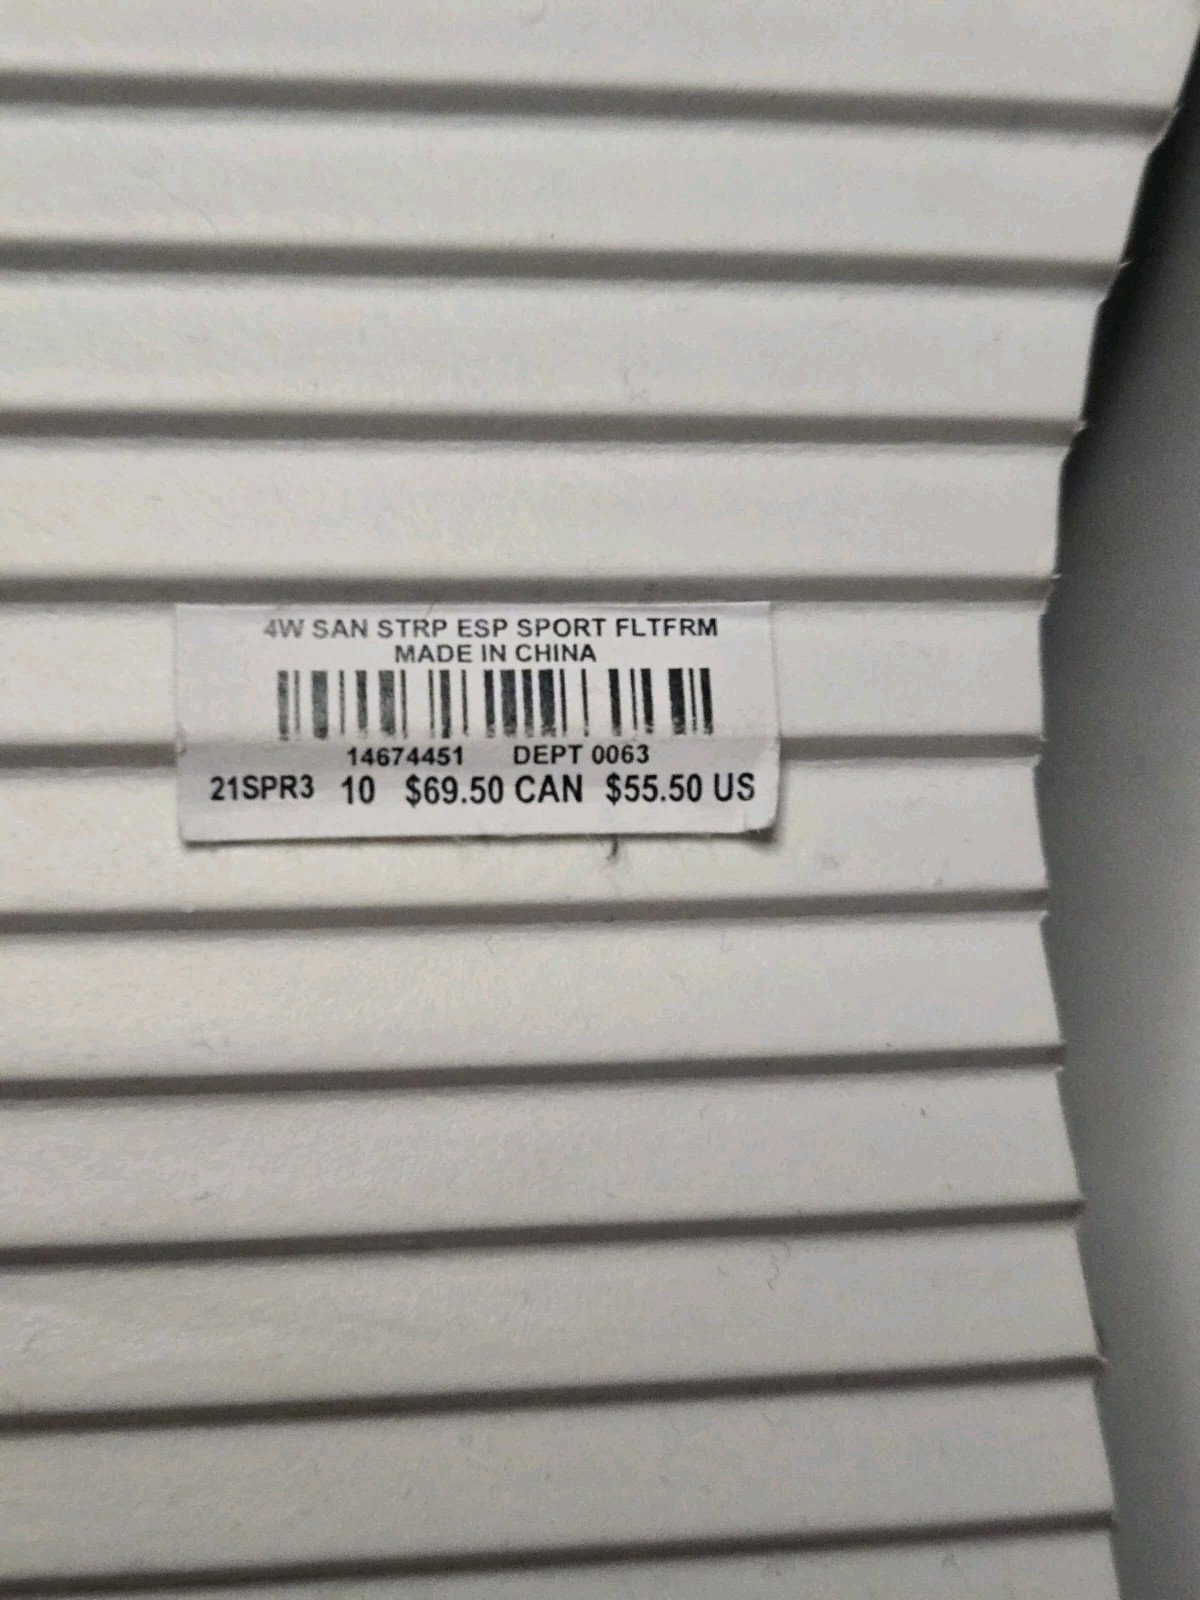 4W SAN STRP ESP SPORT FLTFRM
MADE IN CHINA
14674451 DEPT 0063
21SPR3 10 $69.50 CAN $55.50 US